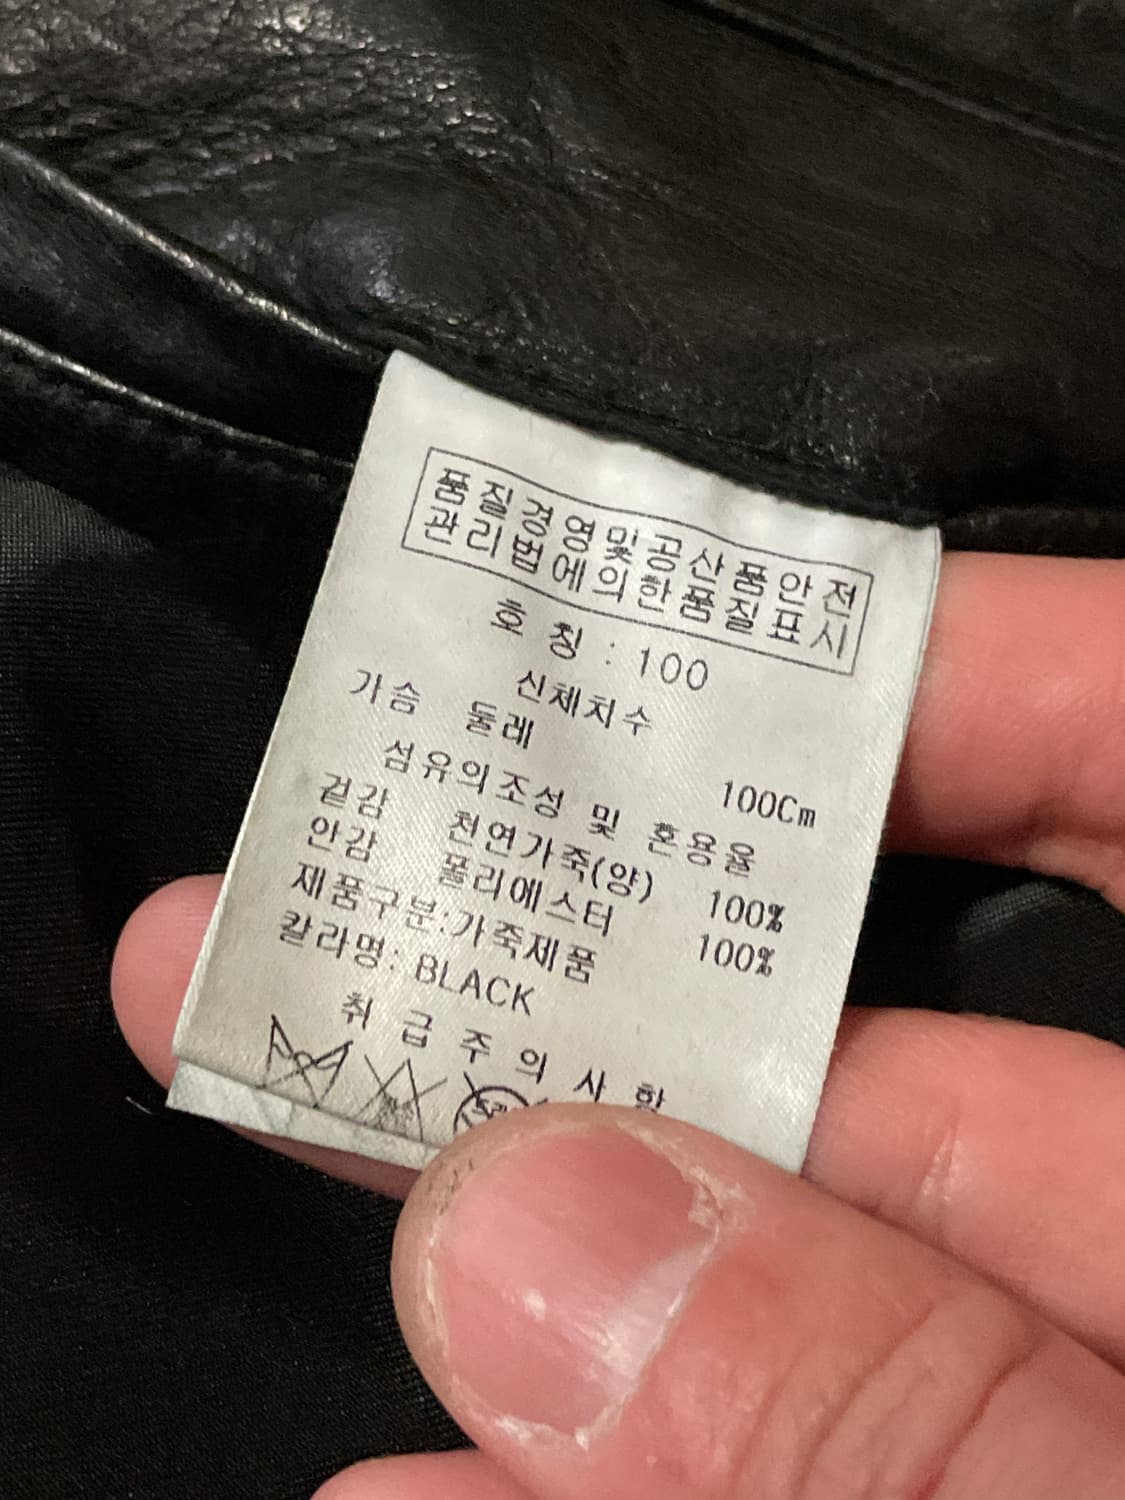 품질경영및공산품안전
관리법에의한품질표시
호 칭 : 100
신체치수
가슴 둘레 100Cm
섬유의조성 및 혼용율
겉감 천연가죽(양) 100%
안감 폴리에스터 100%
제품구분:가죽제품
칼라명: BLACK
취 급 주 의 사 항